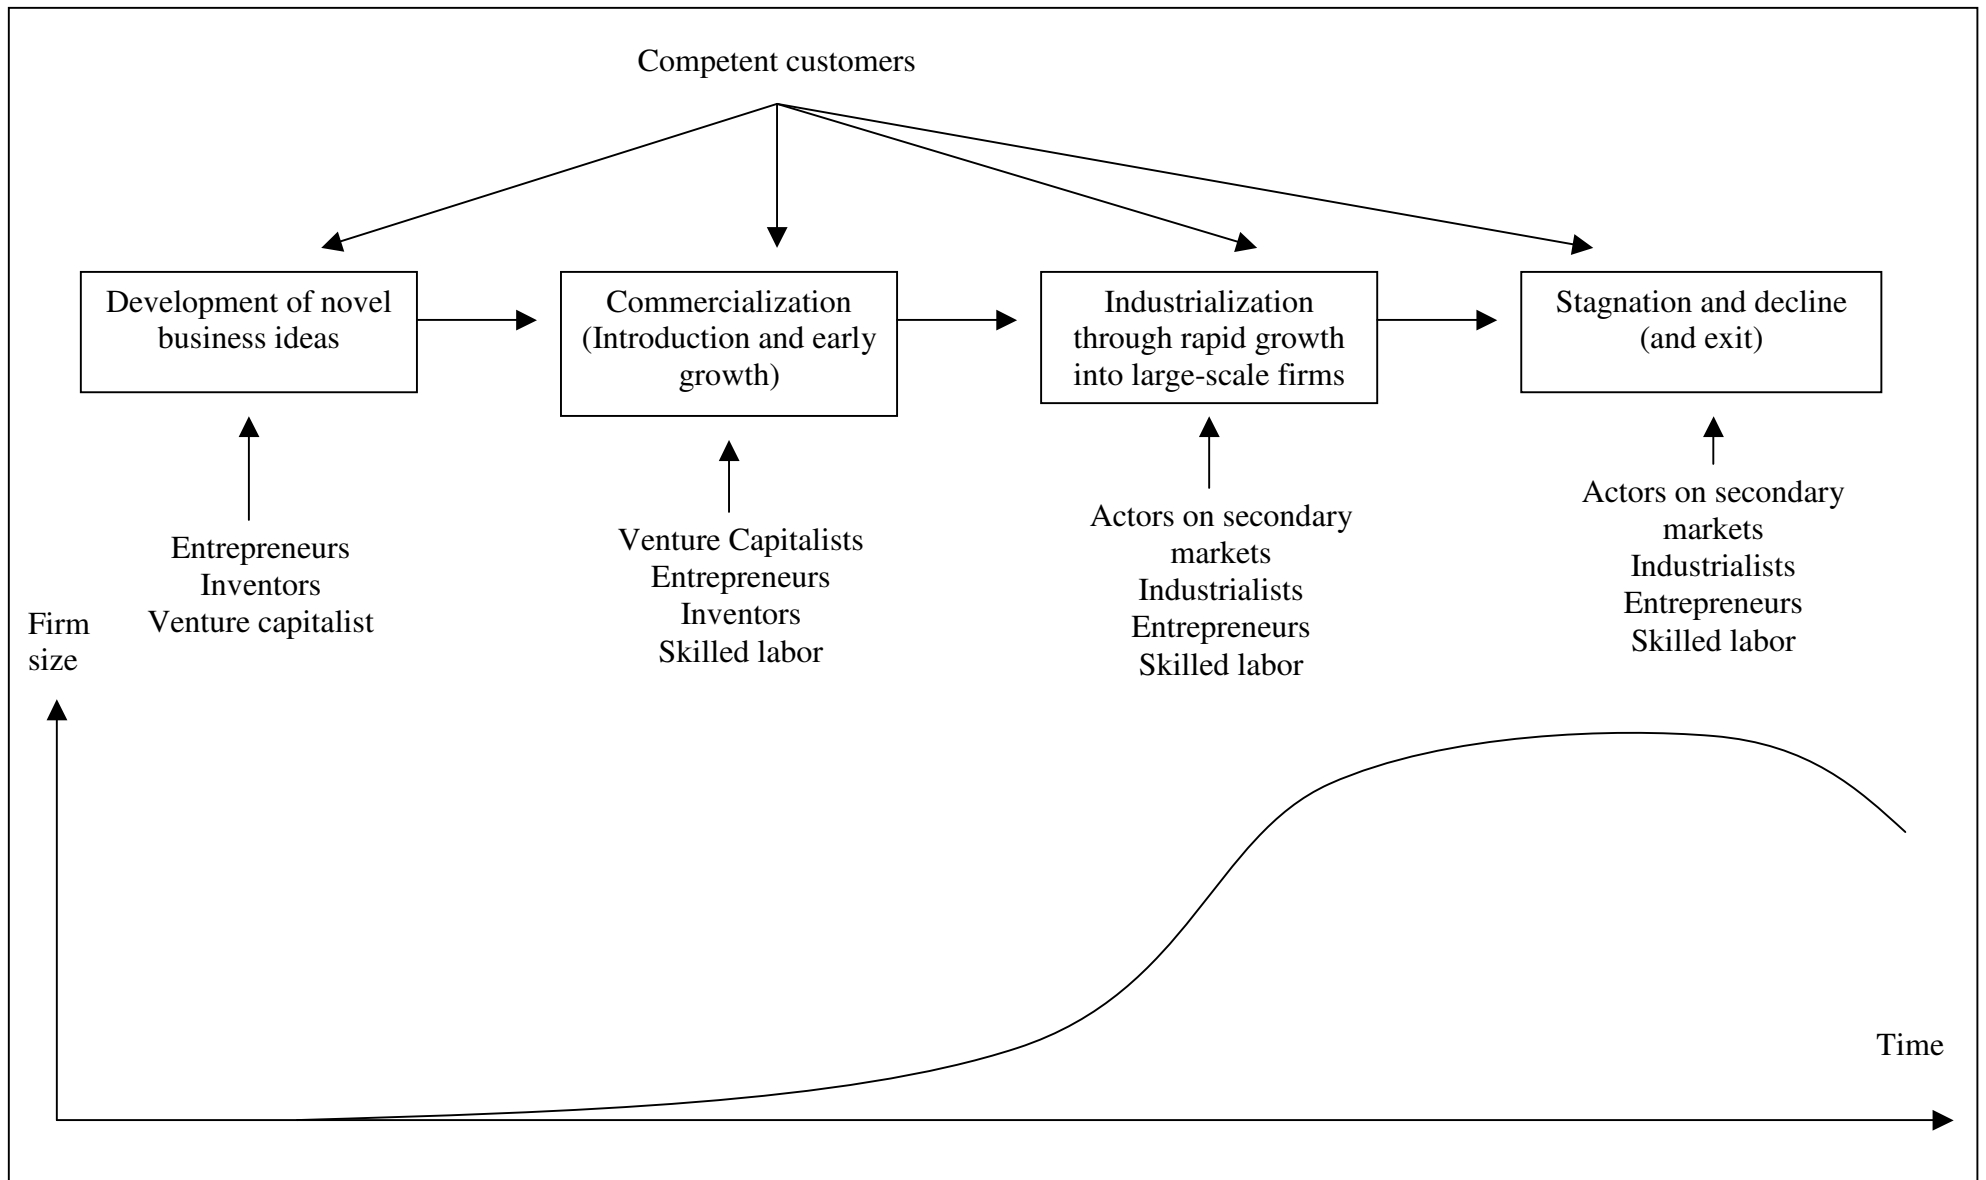 Competent customers
Development of novel
business ideas
Commercialization
(Introduction and early
growth)
Industrialization
through rapid growth
into large-scale firms
Stagnation and decline
(and exit)
Entrepreneurs
Inventors
Venture capitalist
Venture Capitalists
Entrepreneurs
Inventors
Skilled labor
Actors on secondary
markets
Industrialists
Entrepreneurs
Skilled labor
Actors on secondary
markets
Industrialists
Entrepreneurs
Skilled labor
Firm
size
Time